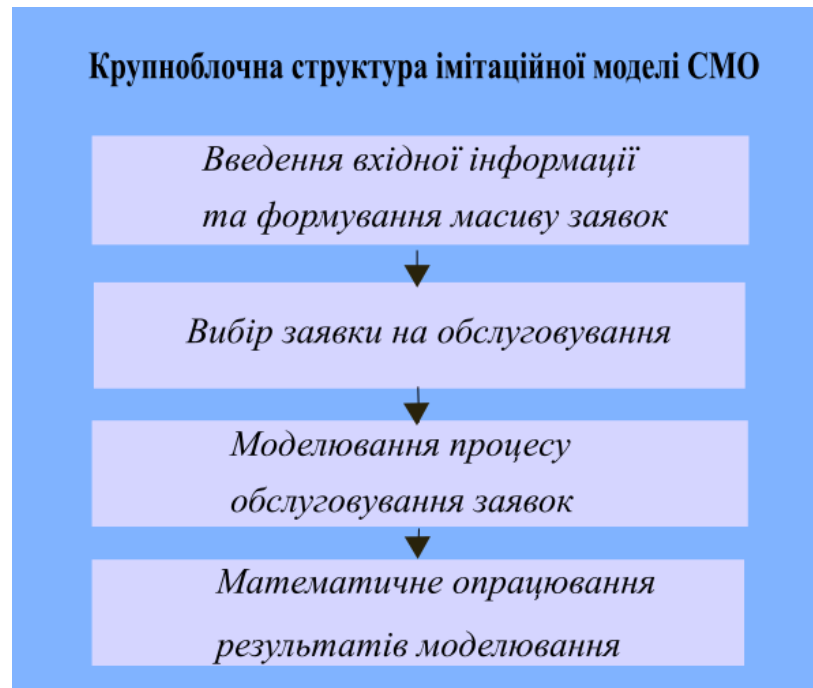 Крупноблочна структура імітаційної моделі СМО
Введення вхідної інформації
та формування масиву заявок
Вибір заявки на обслуговування
Моделювання процесу
обслуговування заявок
Математичне опрацювання
результатів моделювання